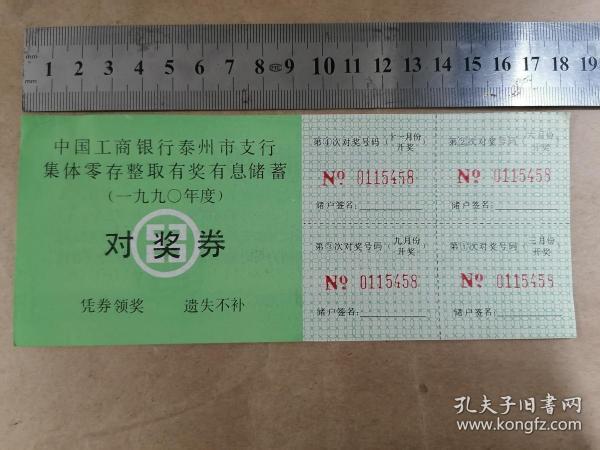 mm
1 2 3 4 5 6 7 8 9 10 11 12 13 14 15 16 17 18 19
mm
中国工商银行泰州市支行
集体零存整取有奖有息储蓄
(一九九〇年度)
对奖券
凭券领奖 遗失不补
第④次对奖号码(十一月份开奖)
№ 0115458
储户签名:
第②次对奖号码(六月份开奖)
№ 0115458
储户签名:
第③次对奖号码(九月份开奖)
№ 0115458
储户签名:
第①次对奖号码(三月份开奖)
№ 0115458
储户签名:
孔夫子旧书网
www.kongfz.com